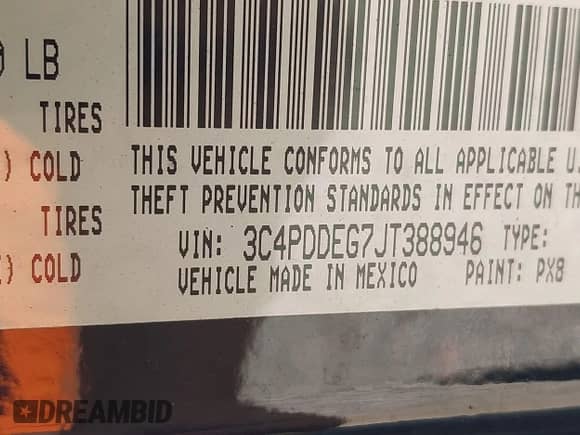 LB
TIRES
) COLD
TIRES
) COLD
THIS VEHICLE CONFORMS TO ALL APPLICABLE U.
THEFT PREVENTION STANDARDS IN EFFECT ON TH
VIN: 3C4PDDEG7JT388946 TYPE:
VEHICLE MADE IN MEXICO PAINT: PX8
DREAMBID